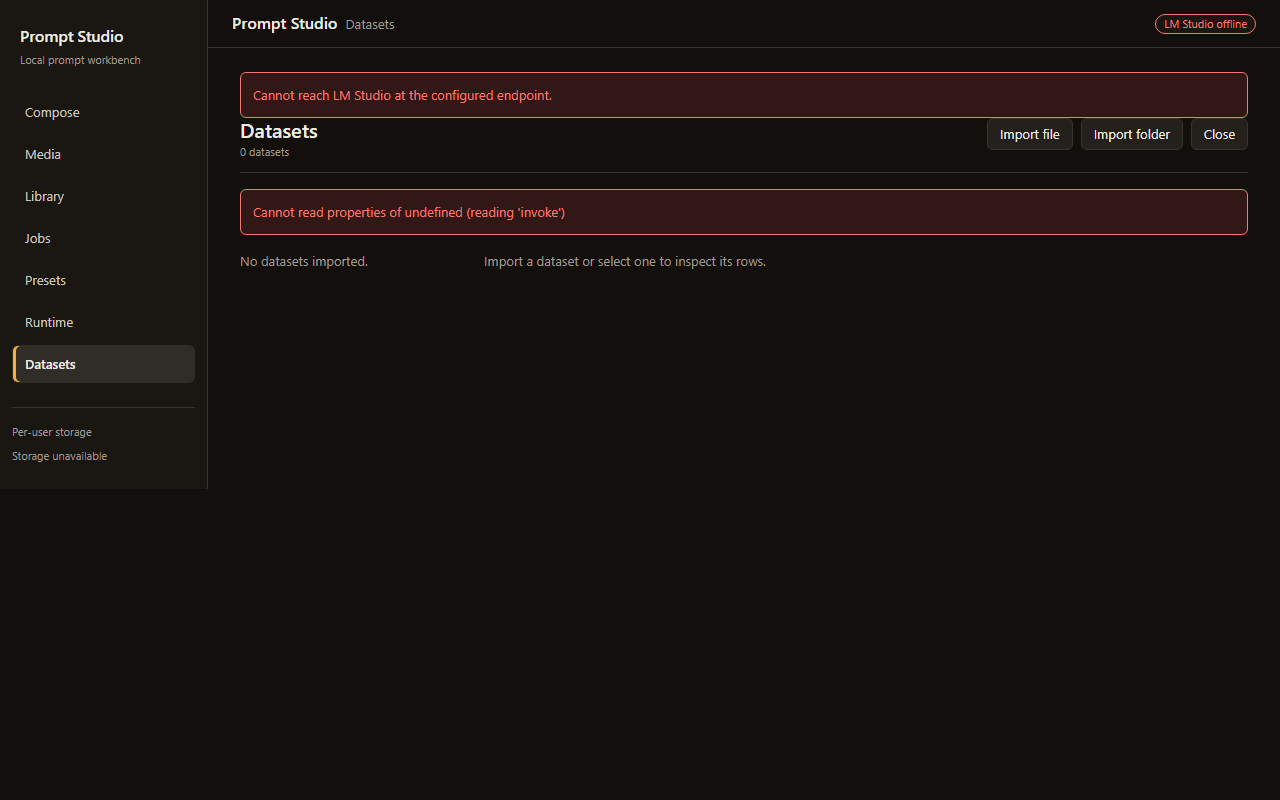 Prompt Studio
Local prompt workbench
Compose
Media
Library
Jobs
Presets
Runtime
Datasets
Per-user storage
Storage unavailable
Prompt Studio Datasets
LM Studio offline
Cannot reach LM Studio at the configured endpoint.
Datasets
0 datasets
Import file
Import folder
Close
Cannot read properties of undefined (reading 'invoke')
No datasets imported.
Import a dataset or select one to inspect its rows.